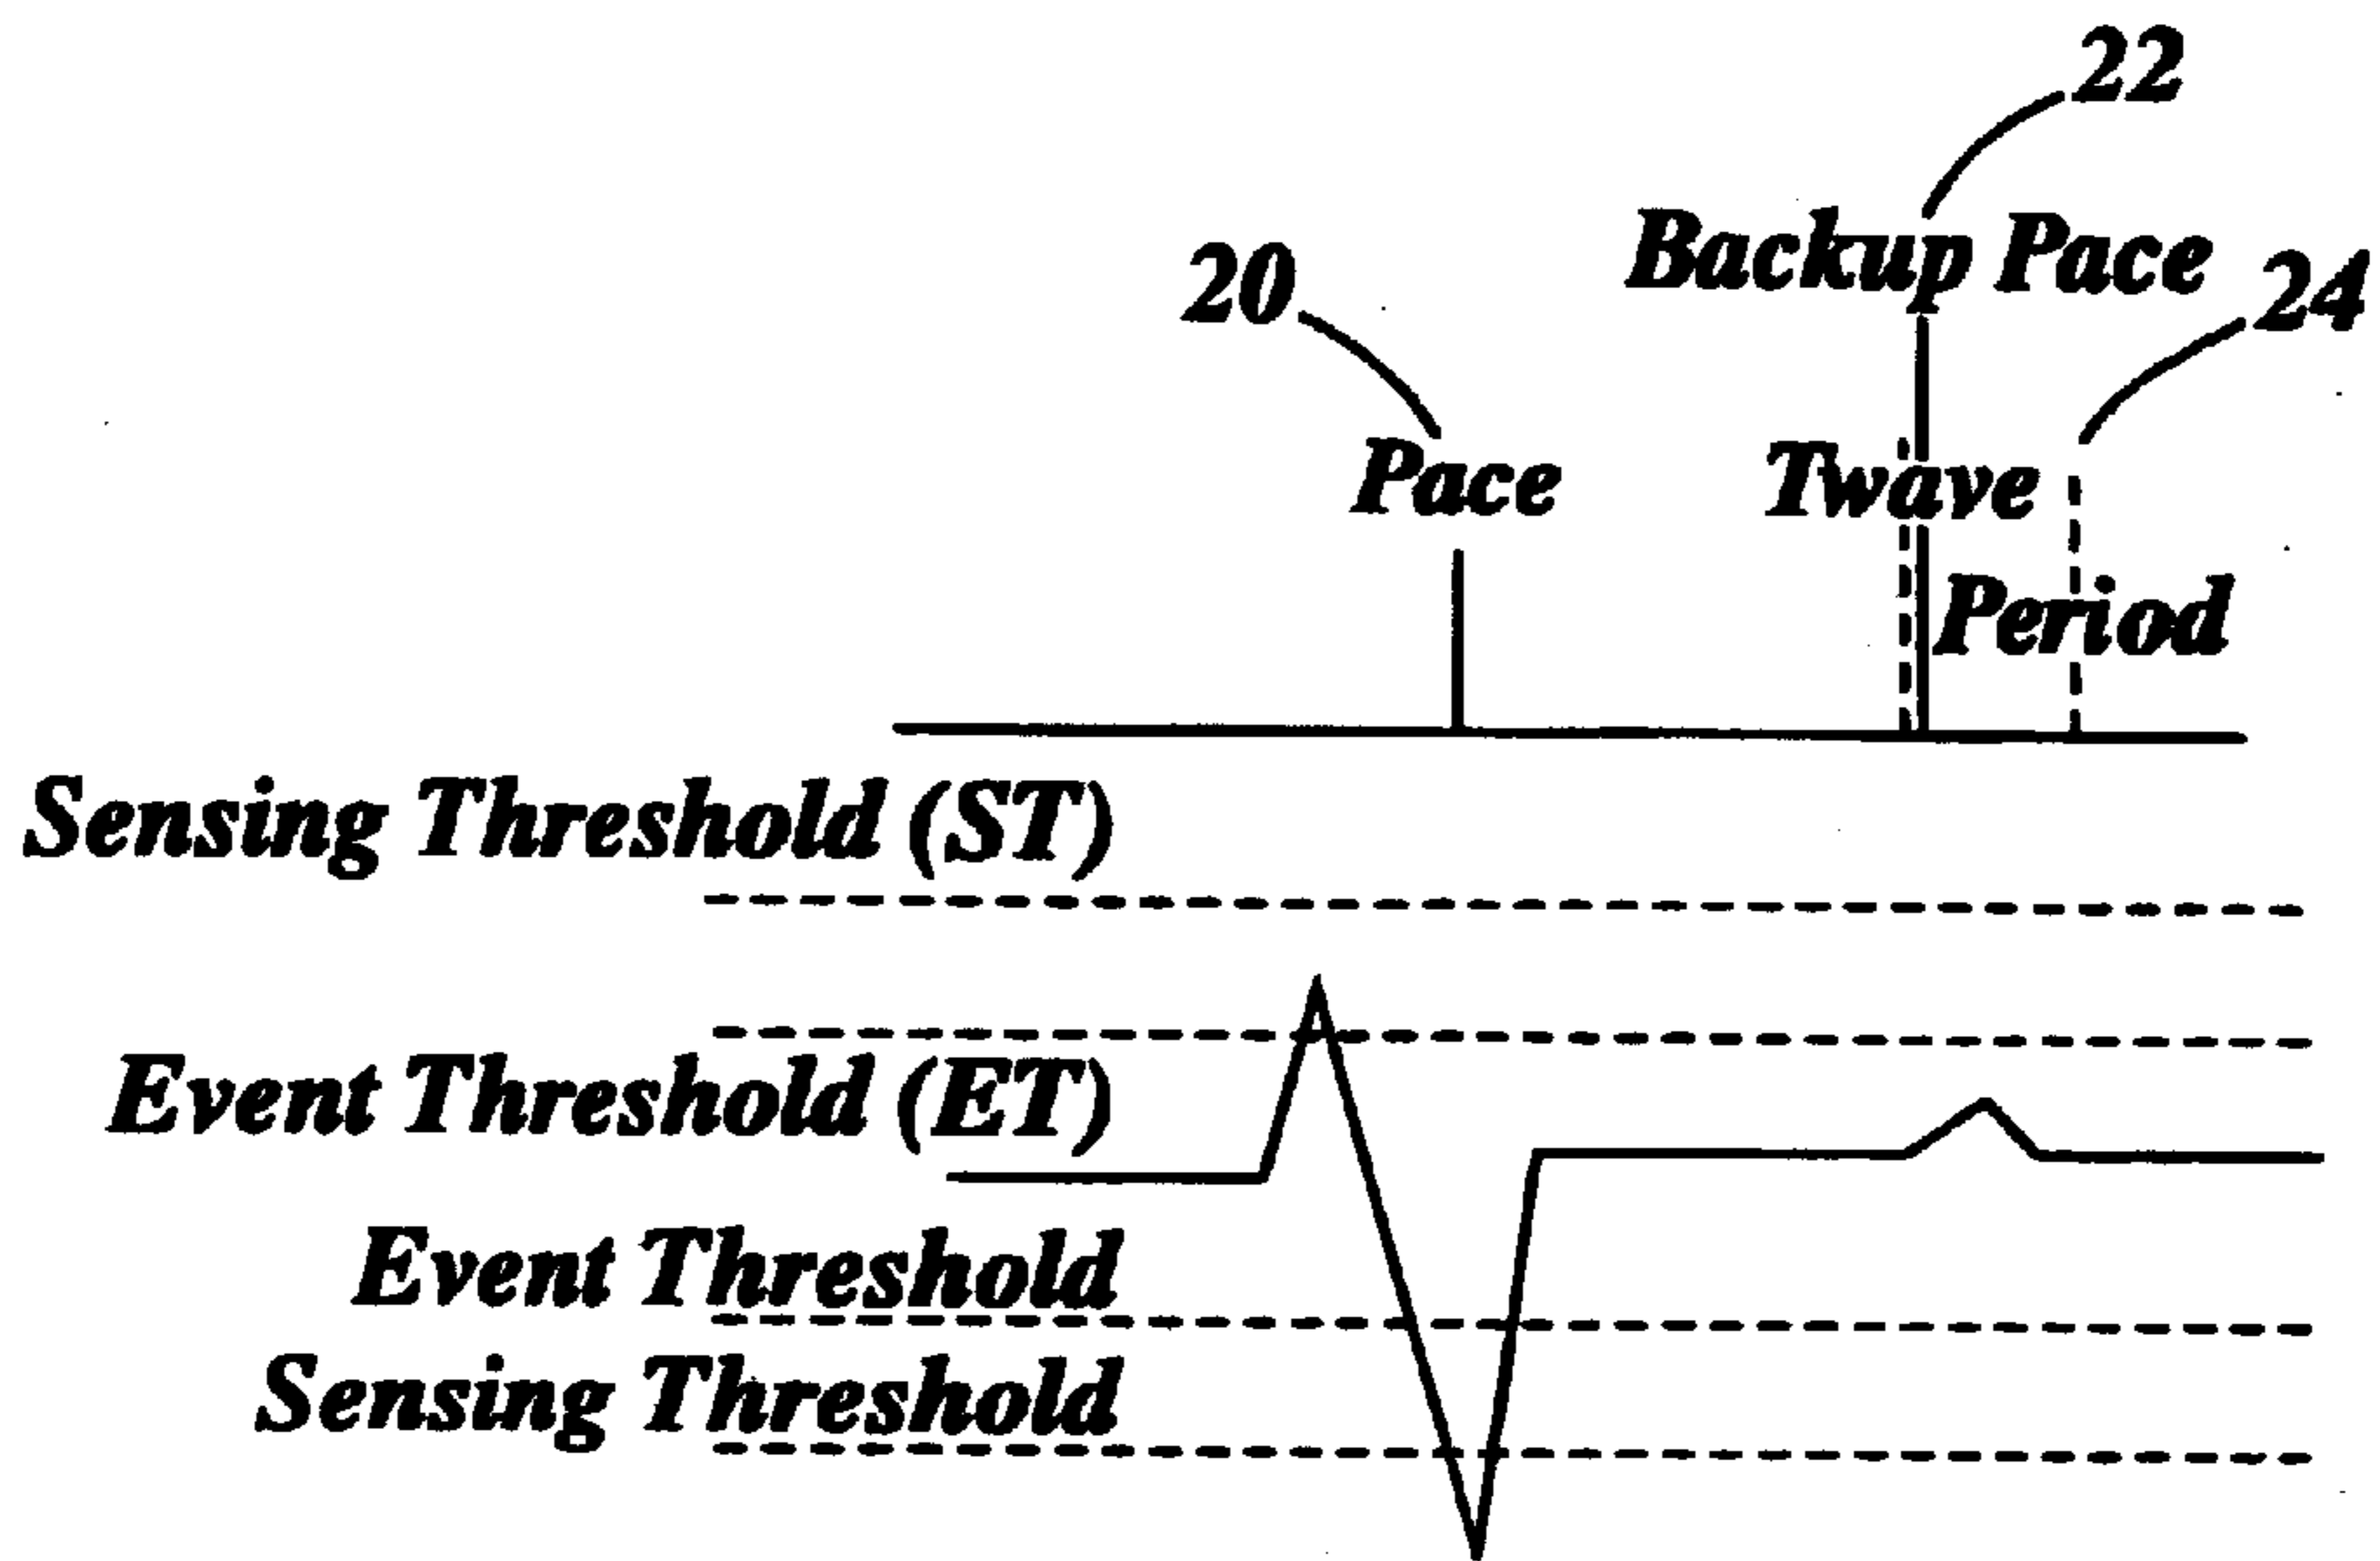 22
Backup Pace
20
24
Pace
Twave
Period
Sensing Threshold (ST)
Event Threshold (ET)
Event Threshold
Sensing Threshold